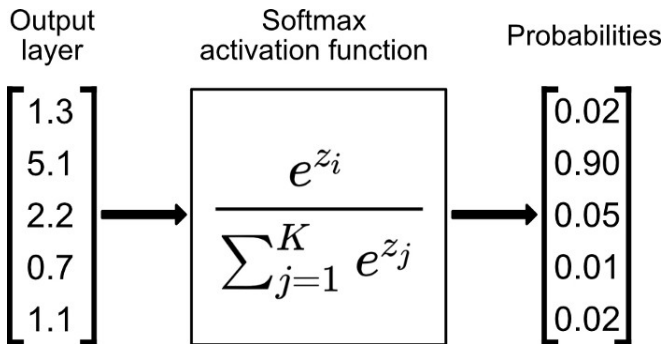 Output
layer
Softmax
activation function
Probabilities
1.3
5.1
2.2
0.7
1.1
e^{z_i}
∑_{j=1}^{K} e^{z_j}
0.02
0.90
0.05
0.01
0.02